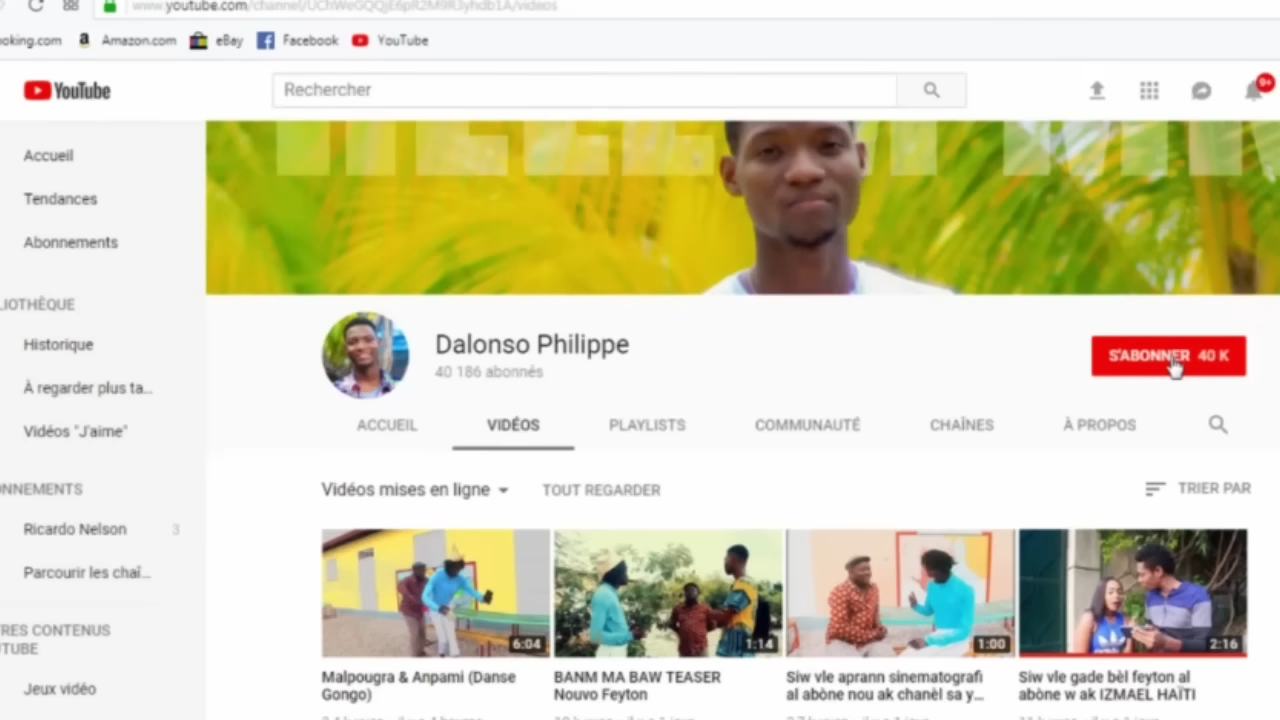 www.youtube.com/channel/
oking.com
Amazon.com
eBay
Facebook
YouTube
YouTube
Rechercher
9+
Accueil
Tendances
Abonnements
LIOTHÈQUE
Historique
À regarder plus ta...
Vidéos "J'aime"
NNEMENTS
Ricardo Nelson 3
Parcourir les chaî...
RES CONTENUS
TUBE
Jeux vidéo
Dalonso Philippe
40 186 abonnés
S'ABONNER 40 K
ACCUEIL VIDÉOS PLAYLISTS COMMUNAUTÉ CHAÎNES À PROPOS
Vidéos mises en ligne TOUT REGARDER TRIER PAR
6:04
1:14
1:00
2:16
Malpougra & Anpami (Danse
Gongo)
BANM MA BAW TEASER
Nouvo Feyton
Siw vle aprann sinematografi
al abòne nou ak chanèl sa y...
Siw vle gade bèl feyton al
abòne w ak IZMAEL HAÏTI